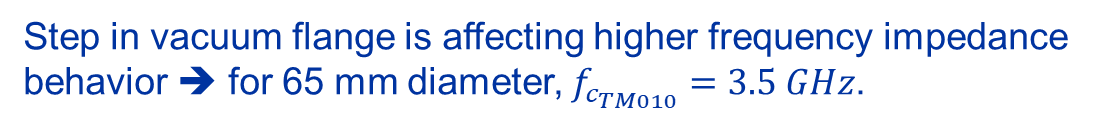 Step in vacuum flange is affecting higher frequency impedance
behavior ➔ for 65 mm diameter, $f_{c_{TM010}} = 3.5\ GHz$.